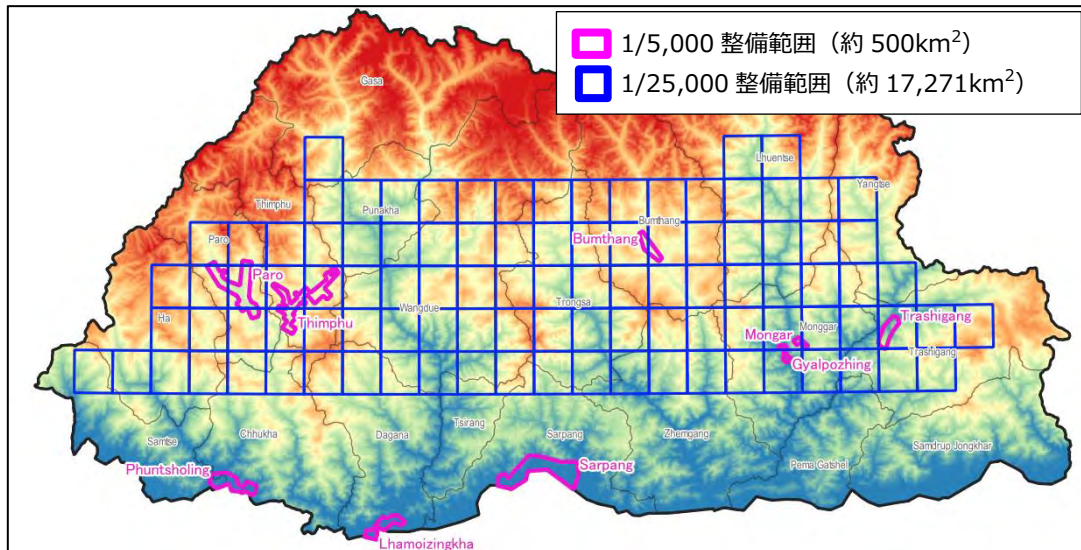 1/5,000 整備範囲（約 500km²）
1/25,000 整備範囲（約 17,271km²）
Gasa
Lhuentse
Yangtse
Thimphu
Punakha
Bumthang
Bumthang
Paro
Paro
Thimphu
Wangdue
Trongsa
Ha
Trashigang
Mongar
Monggar
Gyalpozhing
Trashigang
Samtse
Chhukha
Dagana
Tsirang
Sarpang
Zhemgang
Samdrup Jongkhar
Pema Gatshel
Phuntsholing
Sarpang
Lhamoizingkha